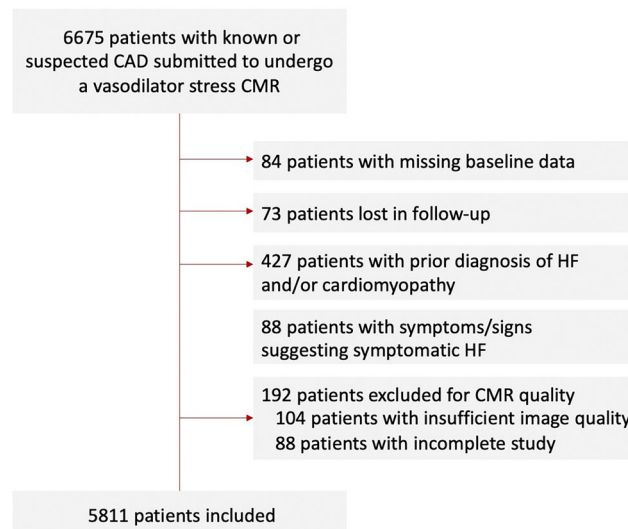 6675 patients with known or
suspected CAD submitted to undergo
a vasodilator stress CMR
84 patients with missing baseline data
73 patients lost in follow-up
427 patients with prior diagnosis of HF
and/or cardiomyopathy
88 patients with symptoms/signs
suggesting symptomatic HF
192 patients excluded for CMR quality
104 patients with insufficient image quality
88 patients with incomplete study
5811 patients included